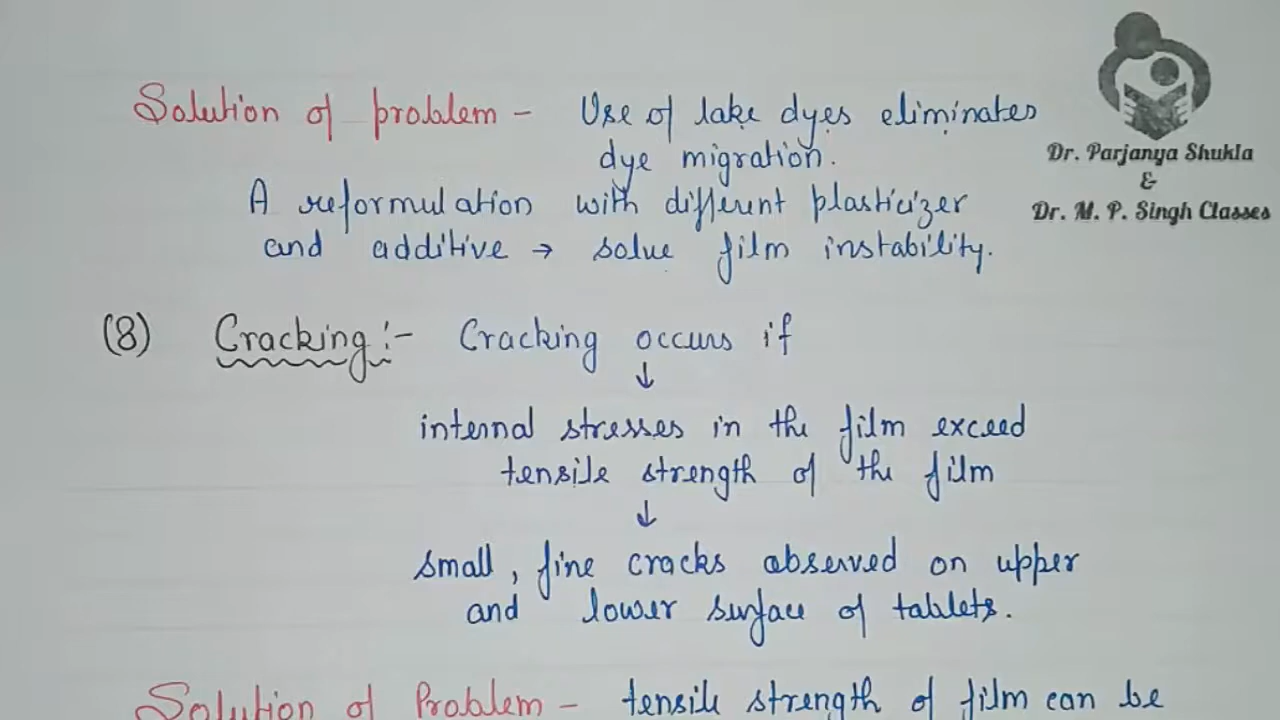 Solution of problem - Use of lake dyes eliminates
dye migration.
A reformulation with different plasticizer
and additive → solve film instability.
Dr. Parjanya Shukla
&
Dr. M. P. Singh Classes
(8) Cracking :- Cracking occurs if
↓
internal stresses in the film exceed
tensile strength of the film
↓
small, fine cracks observed on upper
and lower surface of tablets.
Solution of Problem - tensile strength of film can be